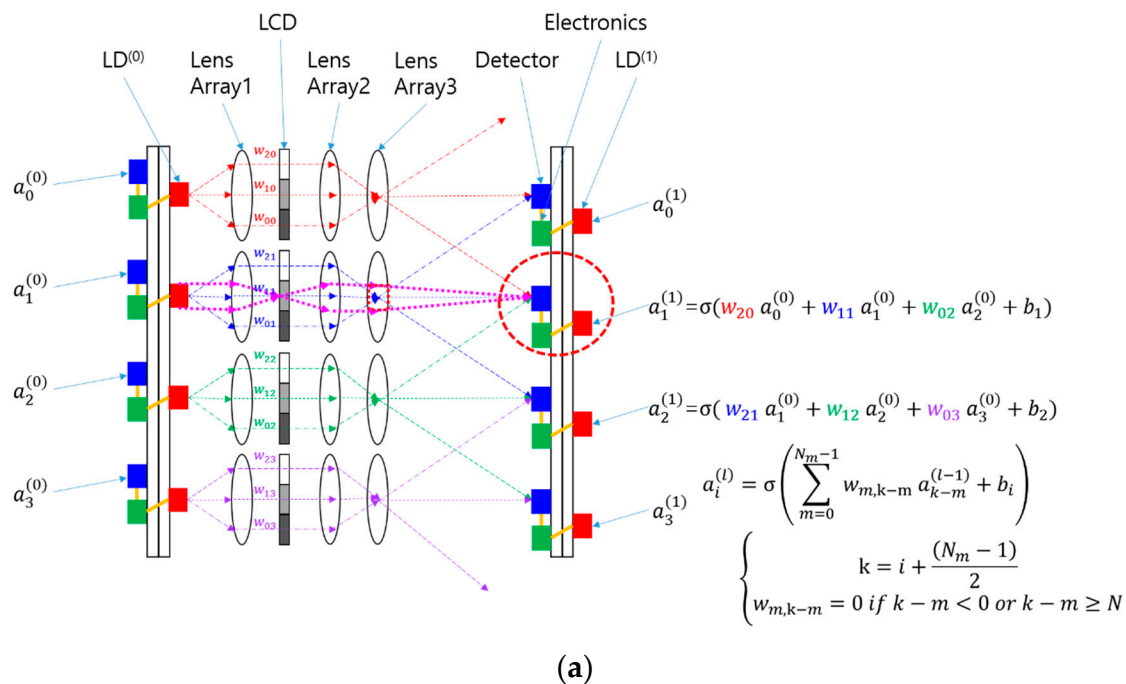 LCD
Electronics
LD⁽⁰⁾
Lens Array1
Lens Array2
Lens Array3
Detector
LD⁽¹⁾
w₂₀
w₁₀
w₀₀
a₀⁽⁰⁾
a₀⁽¹⁾
w₂₁
w₁₁
w₀₁
a₁⁽⁰⁾
a₁⁽¹⁾=σ(w₂₀ a₀⁽⁰⁾ + w₁₁ a₁⁽⁰⁾ + w₀₂ a₂⁽⁰⁾ + b₁)
w₂₂
w₁₂
w₀₂
a₂⁽⁰⁾
a₂⁽¹⁾=σ( w₂₁ a₁⁽⁰⁾ + w₁₂ a₂⁽⁰⁾ + w₀₃ a₃⁽⁰⁾ + b₂)
w₂₃
w₁₃
w₀₃
a₃⁽⁰⁾
a₃⁽¹⁾
aᵢ⁽ˡ⁾ = σ(∑_{m=0}^{Nₘ−1} w_{m,k−m} a_{k−m}^{(l−1)} + bᵢ)
k = i + (Nₘ − 1)/2
w_{m,k−m} = 0 if k − m < 0 or k − m ≥ N
(a)